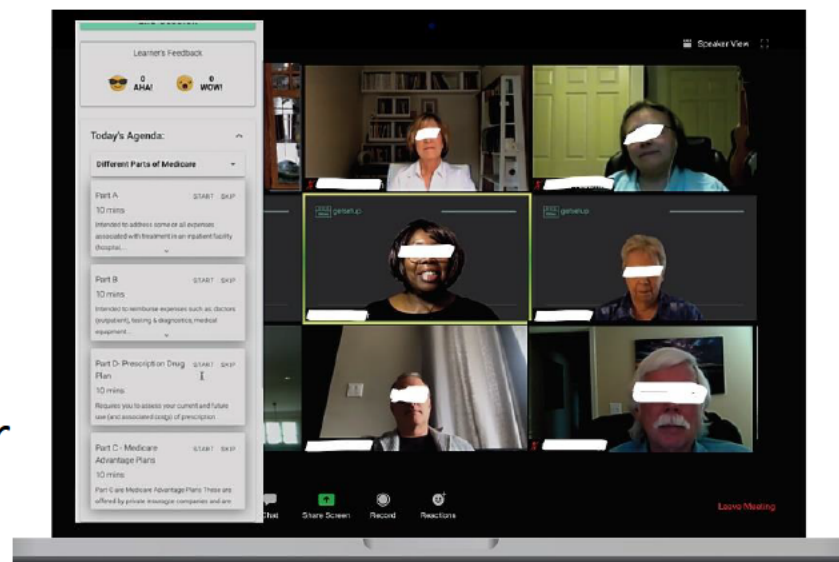 End Session
Learner's Feedback
0
AHA!
0
WOW!
Today's Agenda:
Different Parts of Medicare
Part A START SKIP
10 mins
Intended to address some or all expenses
associated with treatment in an inpatient facility
(hospital,...
Part B START SKIP
10 mins
Intended to reimburse expenses such as, doctors
(outpatient), testing & diagnostics, medical
equipment...
Part D- Prescription Drug START SKIP
Plan
10 mins
Requires you to assess your current and future
use (and associated costs) of prescription
Part C - Medicare START SKIP
Advantage Plans
10 mins
Part C are Medicare Advantage Plans These are
offered by private insurance companies and are
Speaker View
getsetup
getsetup
Chat
Share Screen
Record
Reactions
Leave Meeting
r